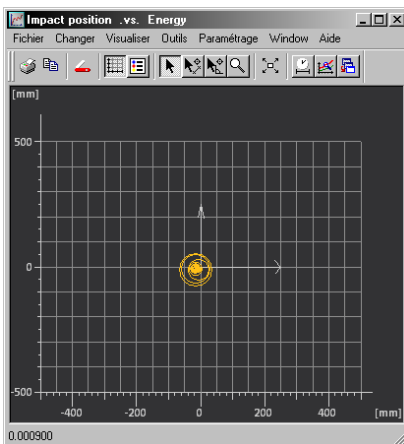 Impact position .vs. Energy
Fichier Changer Visualiser Outils Paramétrage Window Aide
[mm]
500
0
-500
-400 -200 0 200 400 [mm]
0.000900